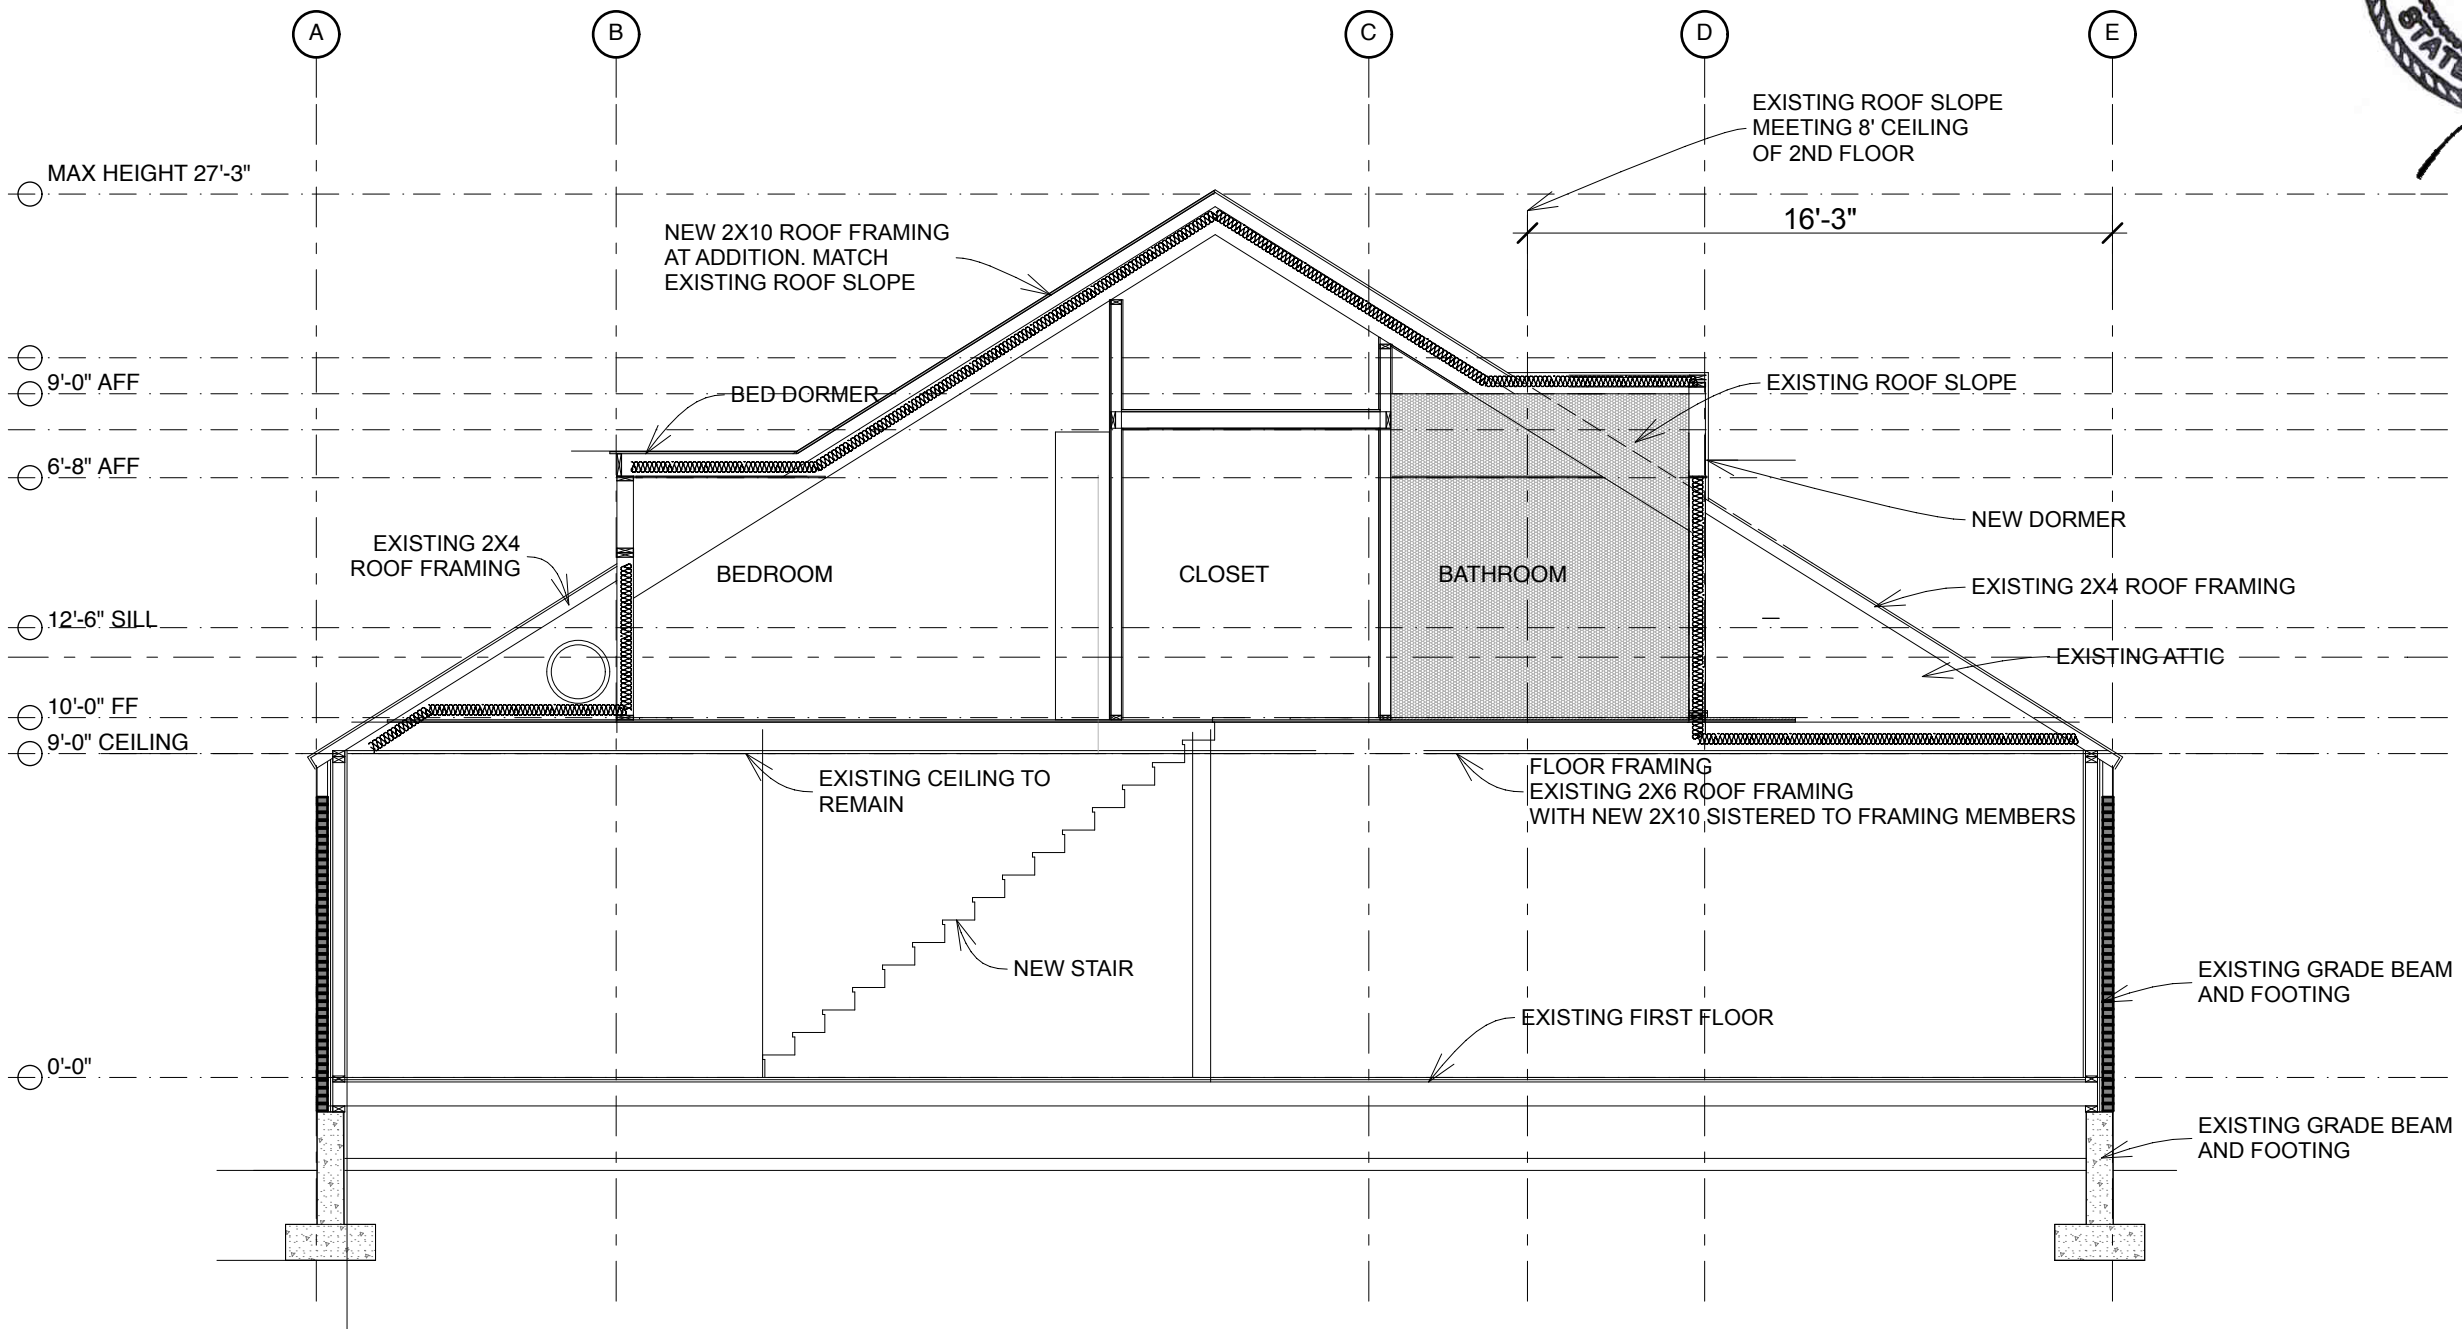 A
B
C
D
E
STATE
EXISTING ROOF SLOPE
MEETING 8' CEILING
OF 2ND FLOOR
MAX HEIGHT 27'-3"
16'-3"
NEW 2X10 ROOF FRAMING
AT ADDITION. MATCH
EXISTING ROOF SLOPE
9'-0" AFF
BED DORMER
EXISTING ROOF SLOPE
6'-8" AFF
NEW DORMER
EXISTING 2X4
ROOF FRAMING
BEDROOM
CLOSET
BATHROOM
EXISTING 2X4 ROOF FRAMING
12'-6" SILL
EXISTING ATTIC
10'-0" FF
9'-0" CEILING
EXISTING CEILING TO
REMAIN
FLOOR FRAMING
EXISTING 2X6 ROOF FRAMING
WITH NEW 2X10 SISTERED TO FRAMING MEMBERS
NEW STAIR
EXISTING GRADE BEAM
AND FOOTING
EXISTING FIRST FLOOR
0'-0"
EXISTING GRADE BEAM
AND FOOTING